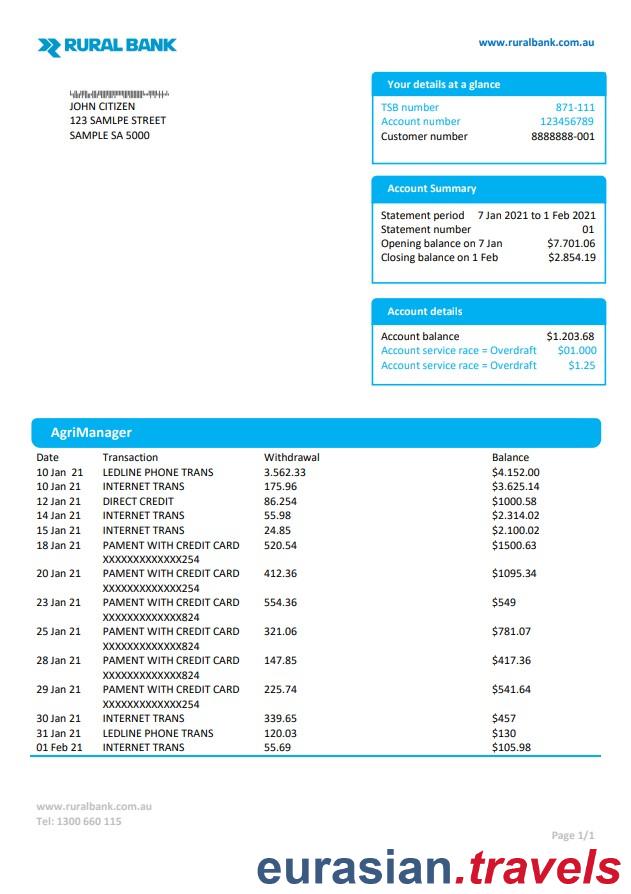 RURAL BANK
www.ruralbank.com.au
JOHN CITIZEN
123 SAMLPE STREET
SAMPLE SA 5000
Your details at a glance
TSB number 871-111
Account number 123456789
Customer number 8888888-001
Account Summary
Statement period 7 Jan 2021 to 1 Feb 2021
Statement number 01
Opening balance on 7 Jan $7.701.06
Closing balance on 1 Feb $2.854.19
Account details
Account balance $1.203.68
Account service race = Overdraft $01.000
Account service race = Overdraft $1.25
AgriManager
Date Transaction Withdrawal Balance
10 Jan 21 LEDLINE PHONE TRANS 3.562.33 $4.152.00
10 Jan 21 INTERNET TRANS 175.96 $3.625.14
12 Jan 21 DIRECT CREDIT 86.254 $1000.58
14 Jan 21 INTERNET TRANS 55.98 $2.314.02
15 Jan 21 INTERNET TRANS 24.85 $2.100.02
18 Jan 21 PAMENT WITH CREDIT CARD 520.54 $1500.63
XXXXXXXXXXXXX254
20 Jan 21 PAMENT WITH CREDIT CARD 412.36 $1095.34
XXXXXXXXXXXXX254
23 Jan 21 PAMENT WITH CREDIT CARD 554.36 $549
XXXXXXXXXXXXX824
25 Jan 21 PAMENT WITH CREDIT CARD 321.06 $781.07
XXXXXXXXXXXXX824
28 Jan 21 PAMENT WITH CREDIT CARD 147.85 $417.36
XXXXXXXXXXXXX824
29 Jan 21 PAMENT WITH CREDIT CARD 225.74 $541.64
XXXXXXXXXXXXX254
30 Jan 21 INTERNET TRANS 339.65 $457
31 Jan 21 LEDLINE PHONE TRANS 120.03 $130
01 Feb 21 INTERNET TRANS 55.69 $105.98
www.ruralbank.com.au
Tel: 1300 660 115
Page 1/1
eurasian.travels